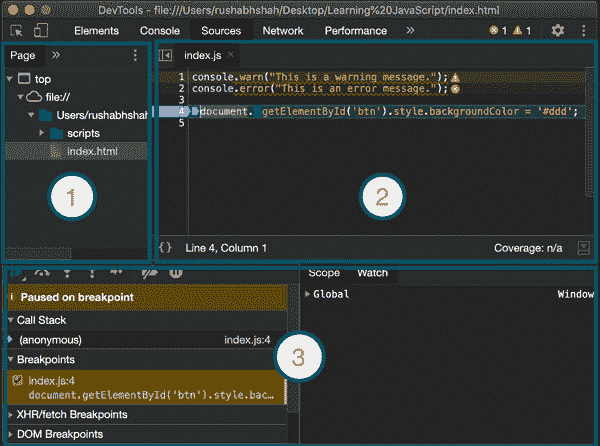 DevTools - file:///Users/rushabhshah/Desktop/Learning%20JavaScript/index.html
Elements Console Sources Network Performance » 1 1
Page »
top
file://
Users/rushabhshah
scripts
index.html
1
index.js ×
1 console.warn("This is a warning message.");
2 console.error("This is an error message.");
3
4 document. getElementById('btn').style.backgroundColor = '#ddd';
5
2
{} Line 4, Column 1 Coverage: n/a
Paused on breakpoint
Call Stack
(anonymous) index.js:4
Breakpoints
index.js:4
document.getElementById('btn').style.bac…
XHR/fetch Breakpoints
DOM Breakpoints
3
Scope Watch
Global Window